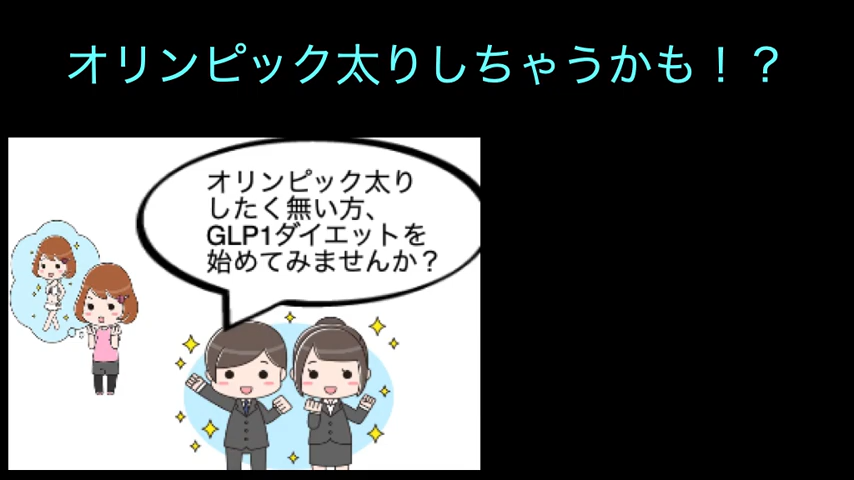 オリンピック太りしちゃうかも！？
オリンピック太り
したく無い方、
GLP1ダイエットを
始めてみませんか？